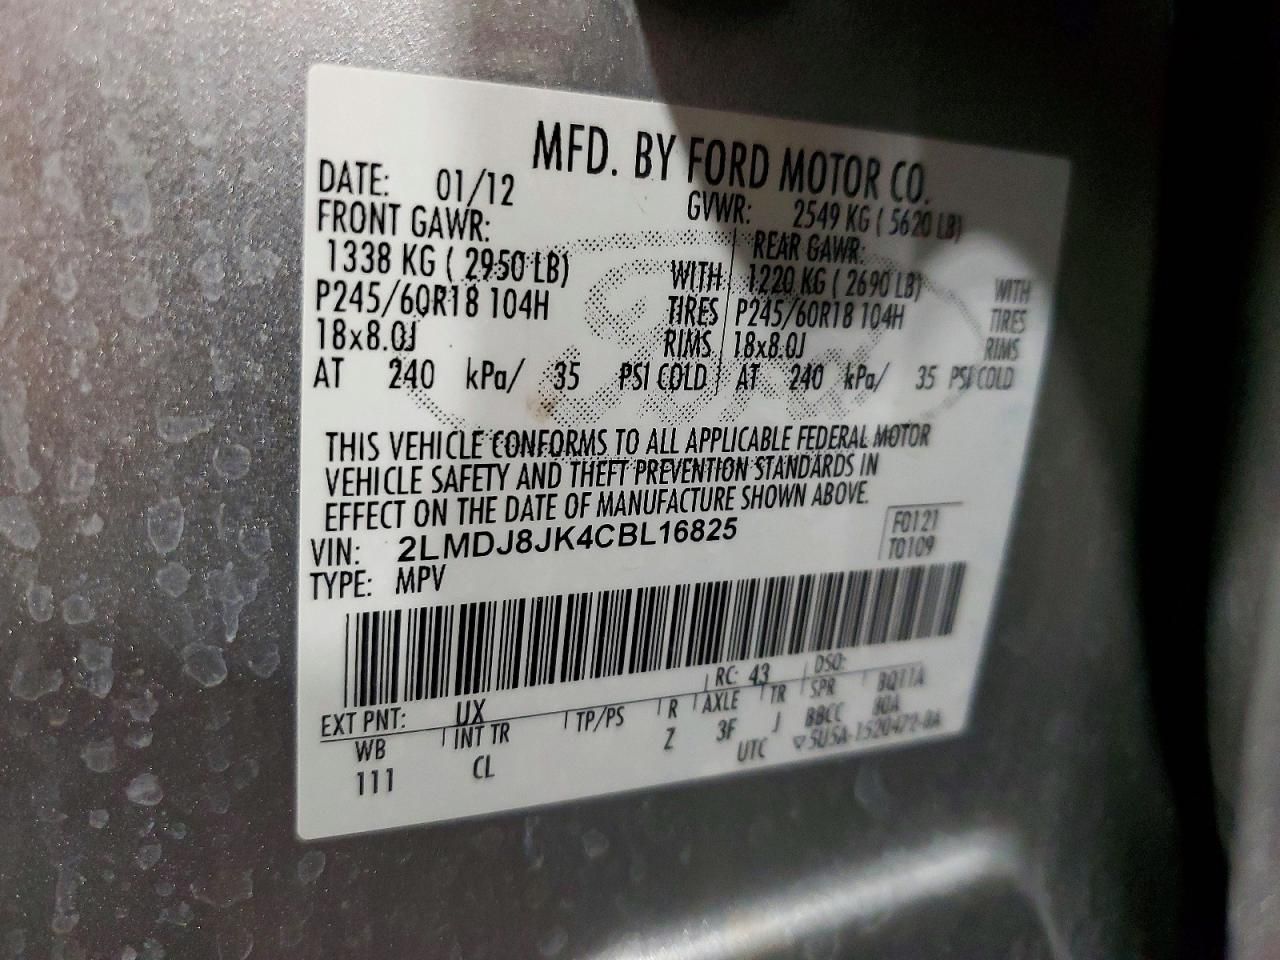 MFD. BY FORD MOTOR CO.
DATE: 01/12 GVWR: 2549 KG ( 5620 LB)
FRONT GAWR: REAR GAWR:
1338 KG ( 2950 LB) WITH 1220 KG ( 2690 LB) WITH
P245/60R18 104H TIRES P245/60R18 104H TIRES
18x8.0J RIMS 18x8.0J RIMS
AT 240 kPa/ 35 PSI COLD AT 240 kPa/ 35 PSI COLD
THIS VEHICLE CONFORMS TO ALL APPLICABLE FEDERAL MOTOR
VEHICLE SAFETY AND THEFT PREVENTION STANDARDS IN
EFFECT ON THE DATE OF MANUFACTURE SHOWN ABOVE.
VIN: 2LMDJ8JK4CBL16825 F0121
TYPE: MPV T0109
EXT PNT: UX RC: 43 DSO:
WB INT TR TP/PS R AXLE TR SPR BQ11A
111 CL Z 3F J BBCC 80A
UTC ▽5U5A-1520472-DA